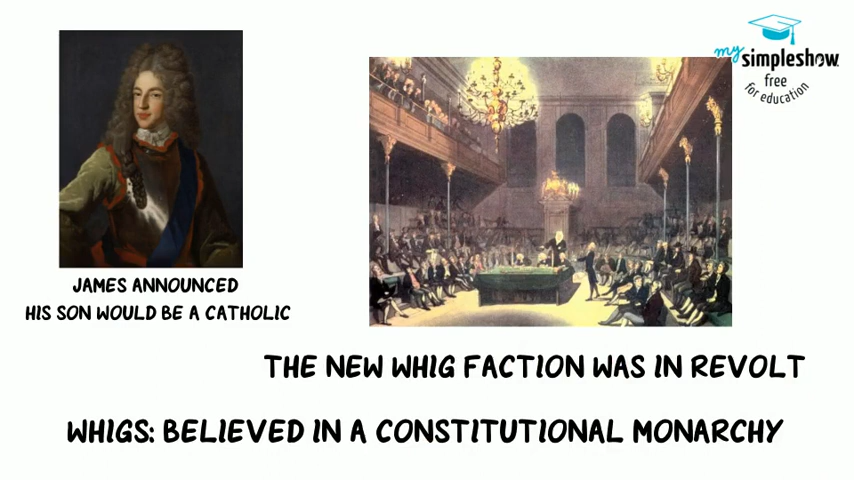 my
simpleshow
free
for education
JAMES ANNOUNCED
HIS SON WOULD BE A CATHOLIC
THE NEW WHIG FACTION WAS IN REVOLT
WHIGS: BELIEVED IN A CONSTITUTIONAL MONARCHY